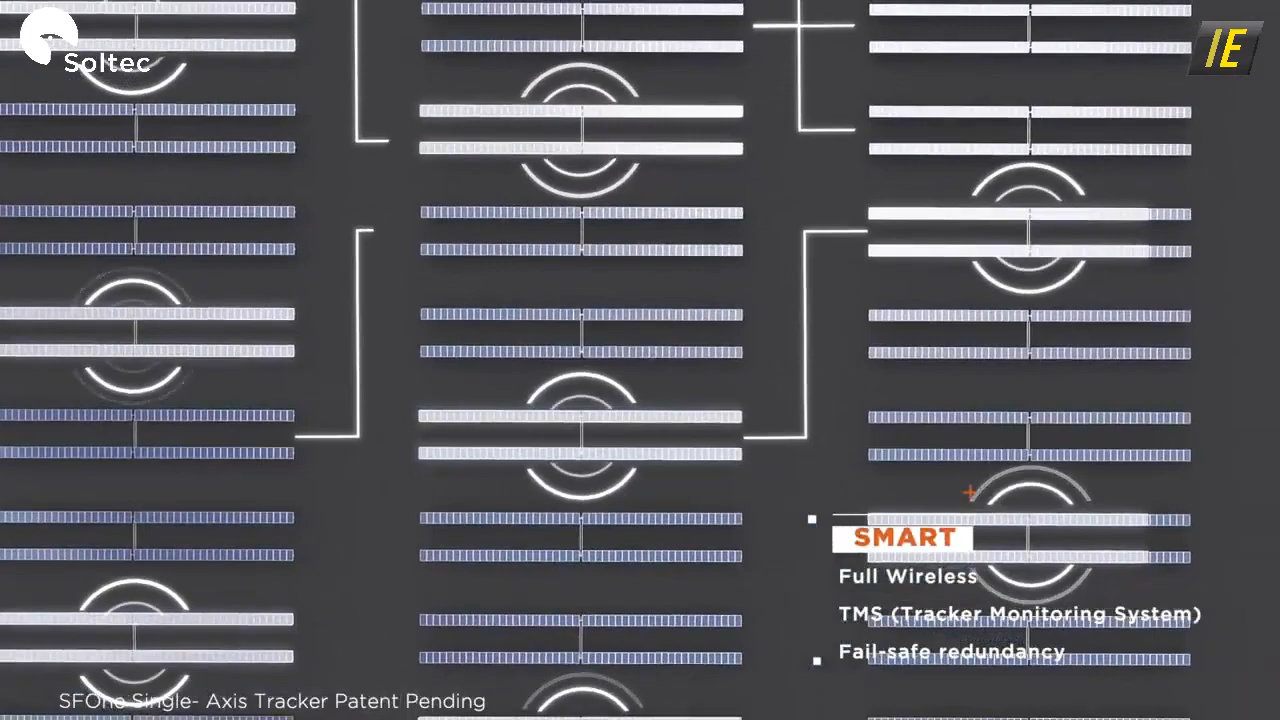 Soltec
IE
SMART
Full Wireless
TMS (Tracker Monitoring System)
Fail-safe redundancy
SFOne Single- Axis Tracker Patent Pending